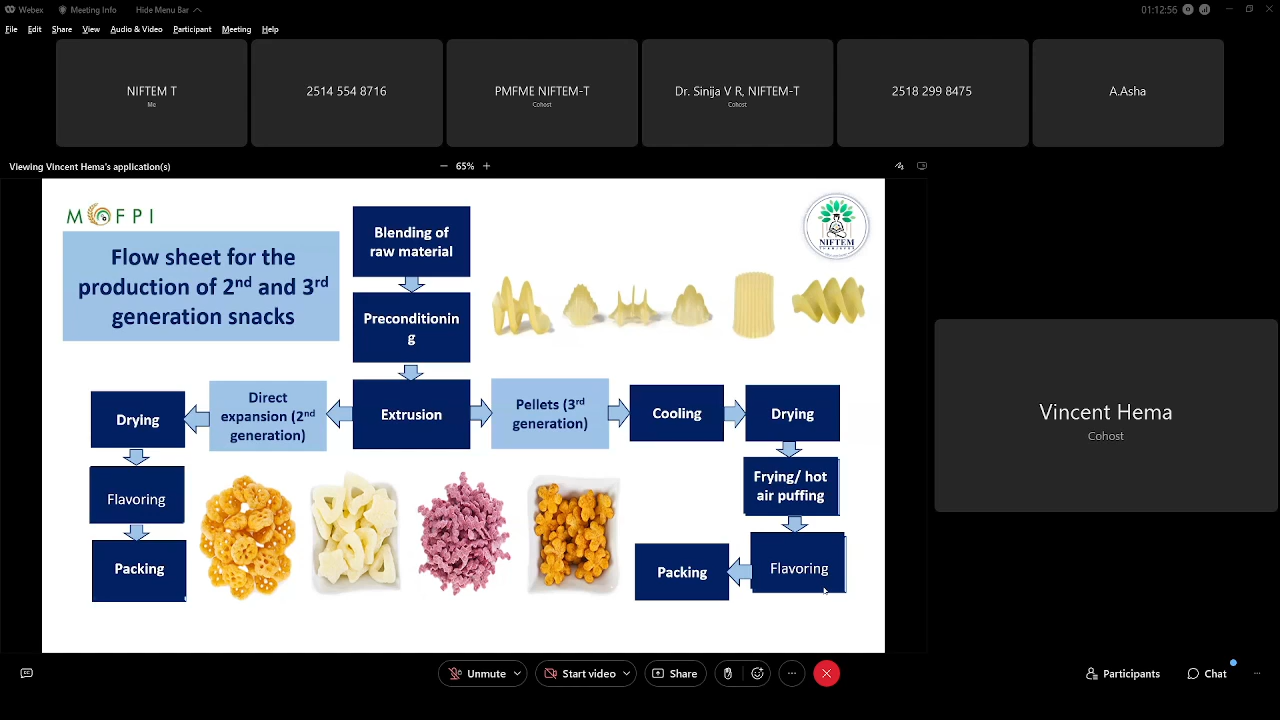 Webex
Meeting Info
Hide Menu Bar
01:12:56
File Edit Share View Audio & Video Participant Meeting Help
NIFTEM T
Me
2514 554 8716
PMFME NIFTEM-T
Cohost
Dr. Sinija V R, NIFTEM-T
Cohost
2518 299 8475
A.Asha
Viewing Vincent Hema's application(s)
65%
MOFPI
NIFTEM
Flow sheet for the
production of 2nd and 3rd
generation snacks
Blending of
raw material
Preconditionin
g
Extrusion
Direct
expansion (2nd
generation)
Drying
Flavoring
Packing
Pellets (3rd
generation)
Cooling
Drying
Frying/ hot
air puffing
Flavoring
Packing
Vincent Hema
Cohost
Unmute
Start video
Share
Participants
Chat